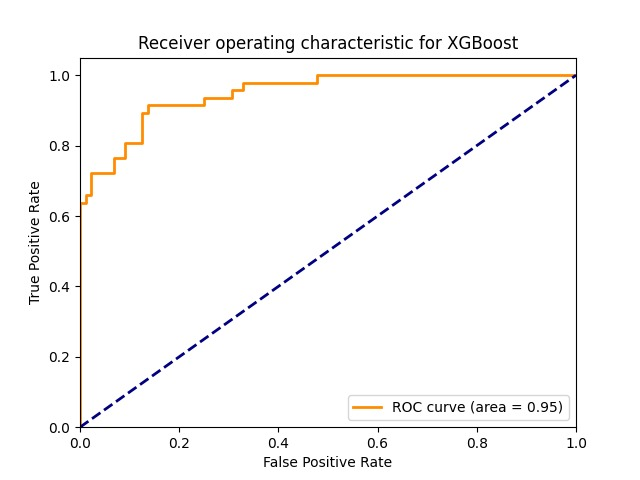 Receiver operating characteristic for XGBoost
1.0
0.8
0.6
0.4
0.2
0.0
True Positive Rate
ROC curve (area = 0.95)
0.0 0.2 0.4 0.6 0.8 1.0
False Positive Rate